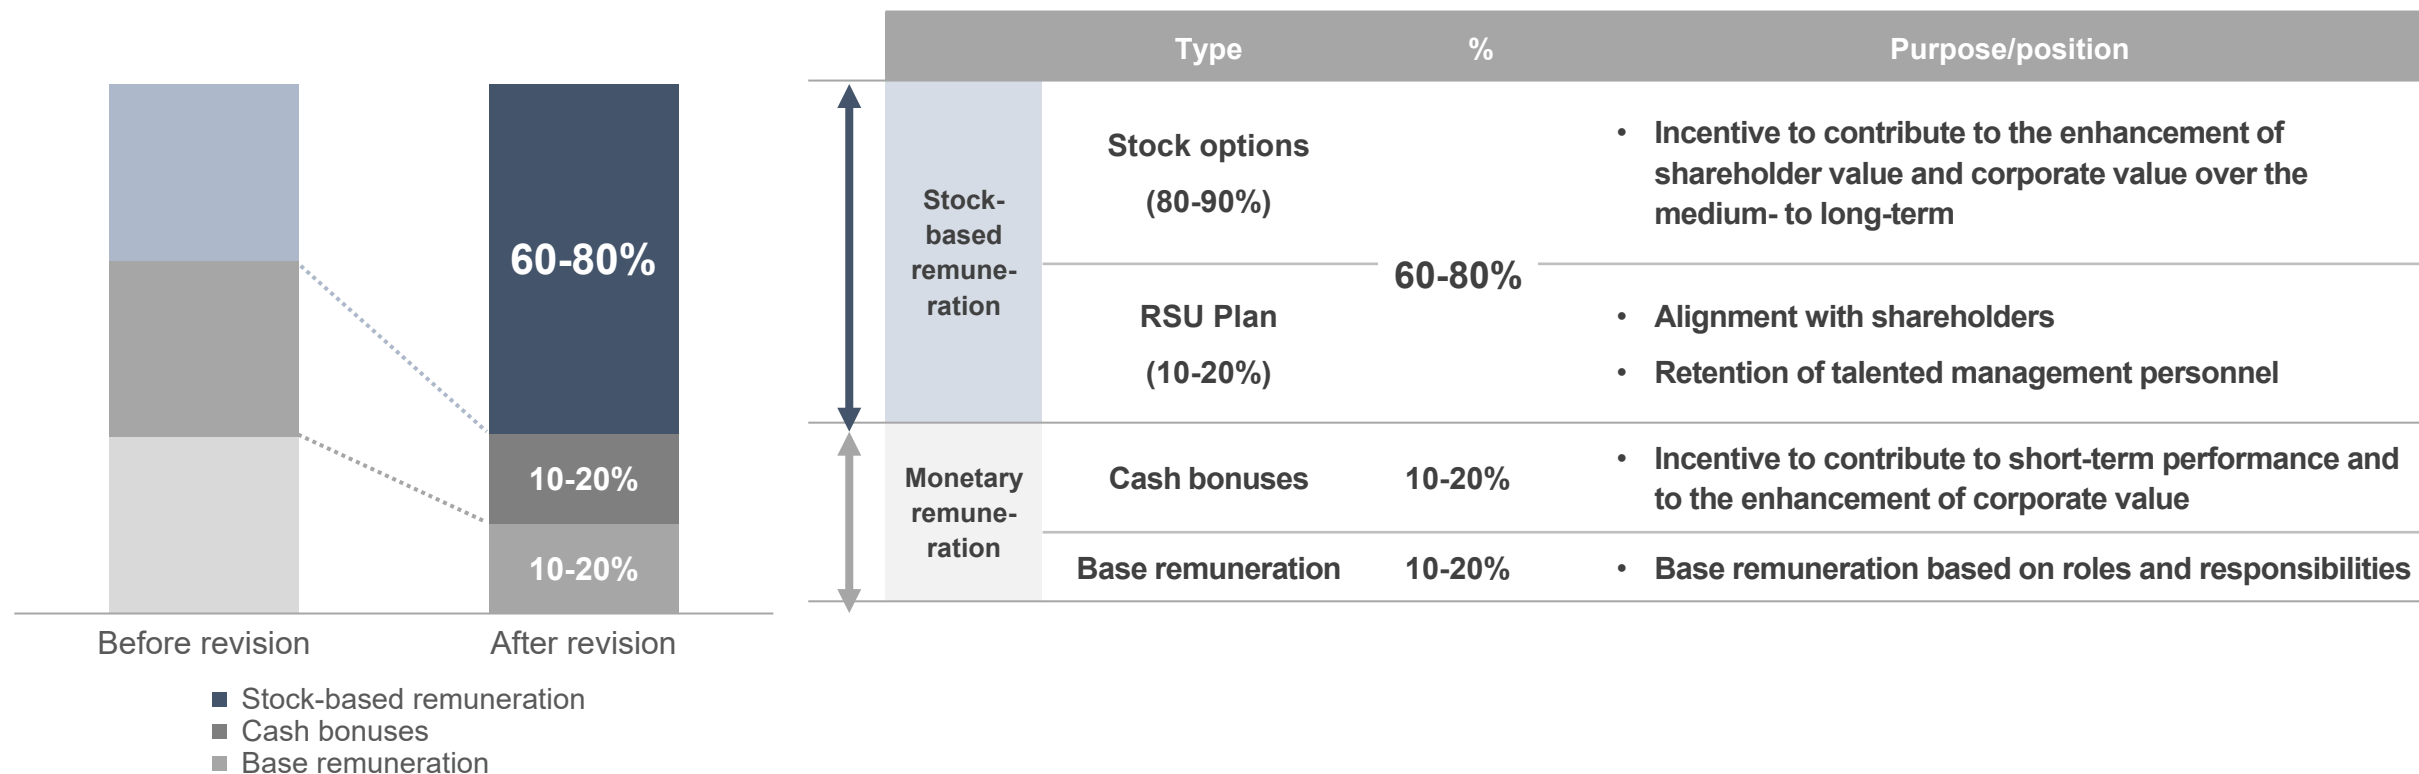 60-80%
10-20%
10-20%
Before revision
After revision
Stock-based remuneration
Cash bonuses
Base remuneration
Type
%
Purpose/position
Stock-
based
remune-
ration
Stock options
(80-90%)
60-80%
• Incentive to contribute to the enhancement of
shareholder value and corporate value over the
medium- to long-term
RSU Plan
(10-20%)
• Alignment with shareholders
• Retention of talented management personnel
Monetary
remune-
ration
Cash bonuses
10-20%
• Incentive to contribute to short-term performance and
to the enhancement of corporate value
Base remuneration
10-20%
• Base remuneration based on roles and responsibilities